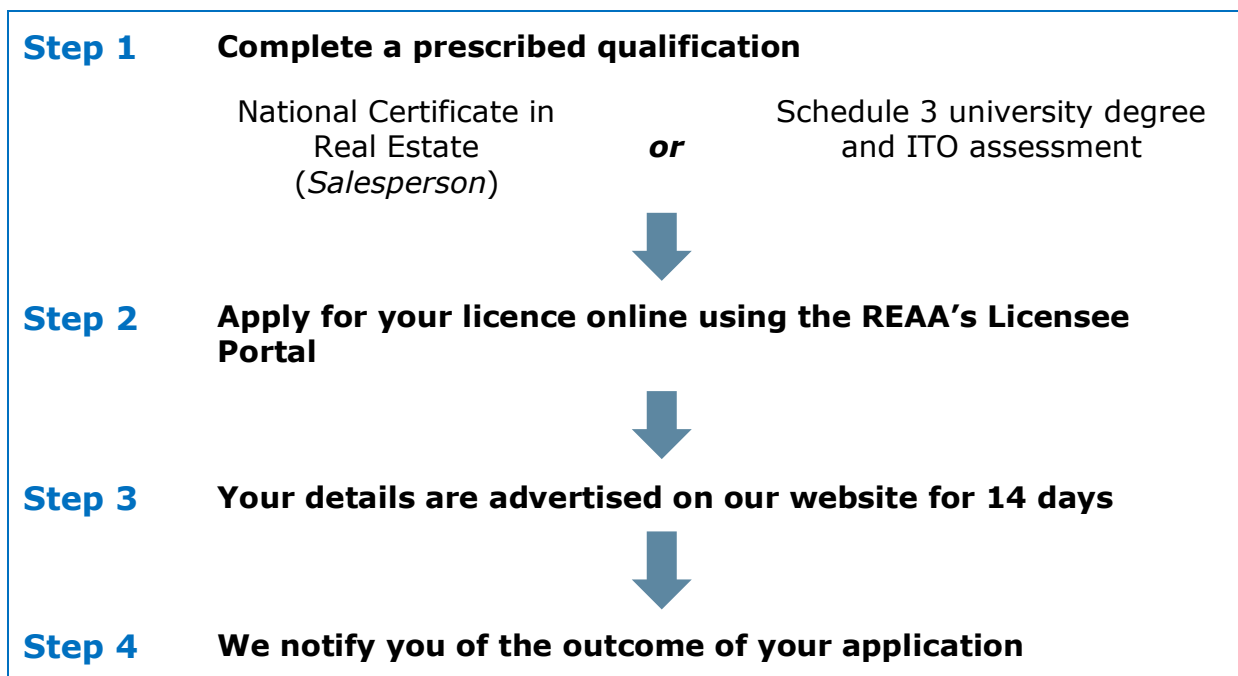 Step 1 Complete a prescribed qualification
National Certificate in
Real Estate
(Salesperson)
or
Schedule 3 university degree
and ITO assessment
Step 2 Apply for your licence online using the REAA's Licensee
Portal
Step 3 Your details are advertised on our website for 14 days
Step 4 We notify you of the outcome of your application